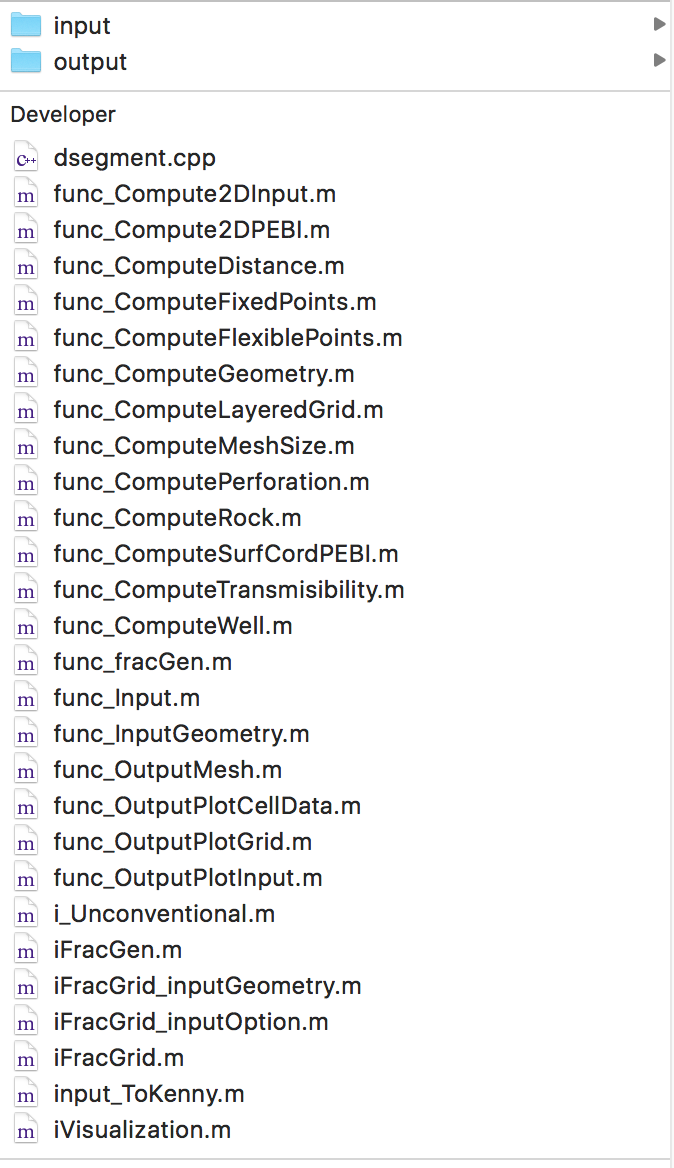 input
output
Developer
dsegment.cpp
func_Compute2DInput.m
func_Compute2DPEBI.m
func_ComputeDistance.m
func_ComputeFixedPoints.m
func_ComputeFlexiblePoints.m
func_ComputeGeometry.m
func_ComputeLayeredGrid.m
func_ComputeMeshSize.m
func_ComputePerforation.m
func_ComputeRock.m
func_ComputeSurfCordPEBI.m
func_ComputeTransmisibility.m
func_ComputeWell.m
func_fracGen.m
func_Input.m
func_InputGeometry.m
func_OutputMesh.m
func_OutputPlotCellData.m
func_OutputPlotGrid.m
func_OutputPlotInput.m
i_Unconventional.m
iFracGen.m
iFracGrid_inputGeometry.m
iFracGrid_inputOption.m
iFracGrid.m
input_ToKenny.m
iVisualization.m